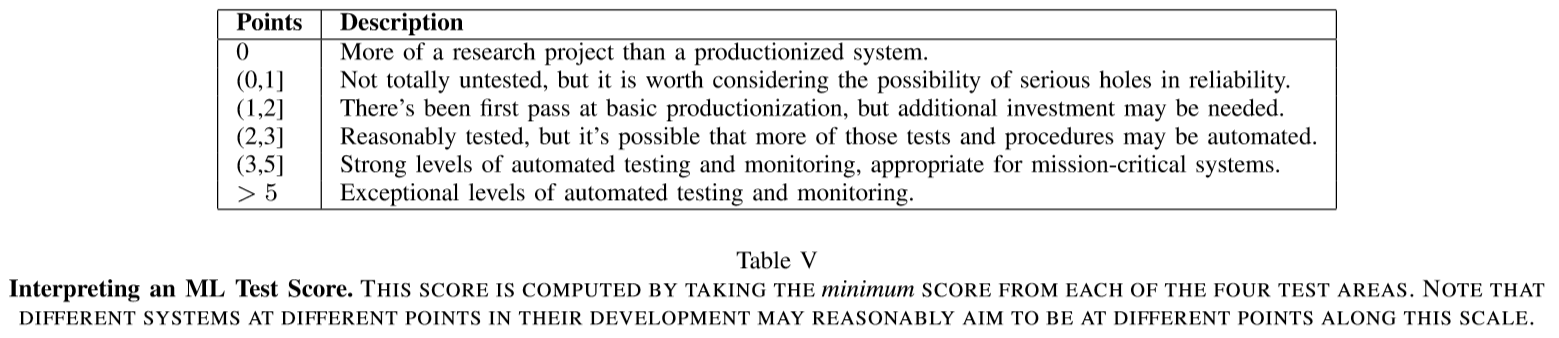 Points Description
0 More of a research project than a productionized system.
(0,1] Not totally untested, but it is worth considering the possibility of serious holes in reliability.
(1,2] There's been first pass at basic productionization, but additional investment may be needed.
(2,3] Reasonably tested, but it's possible that more of those tests and procedures may be automated.
(3,5] Strong levels of automated testing and monitoring, appropriate for mission-critical systems.
> 5 Exceptional levels of automated testing and monitoring.
Table V
Interpreting an ML Test Score. THIS SCORE IS COMPUTED BY TAKING THE minimum SCORE FROM EACH OF THE FOUR TEST AREAS. NOTE THAT
DIFFERENT SYSTEMS AT DIFFERENT POINTS IN THEIR DEVELOPMENT MAY REASONABLY AIM TO BE AT DIFFERENT POINTS ALONG THIS SCALE.